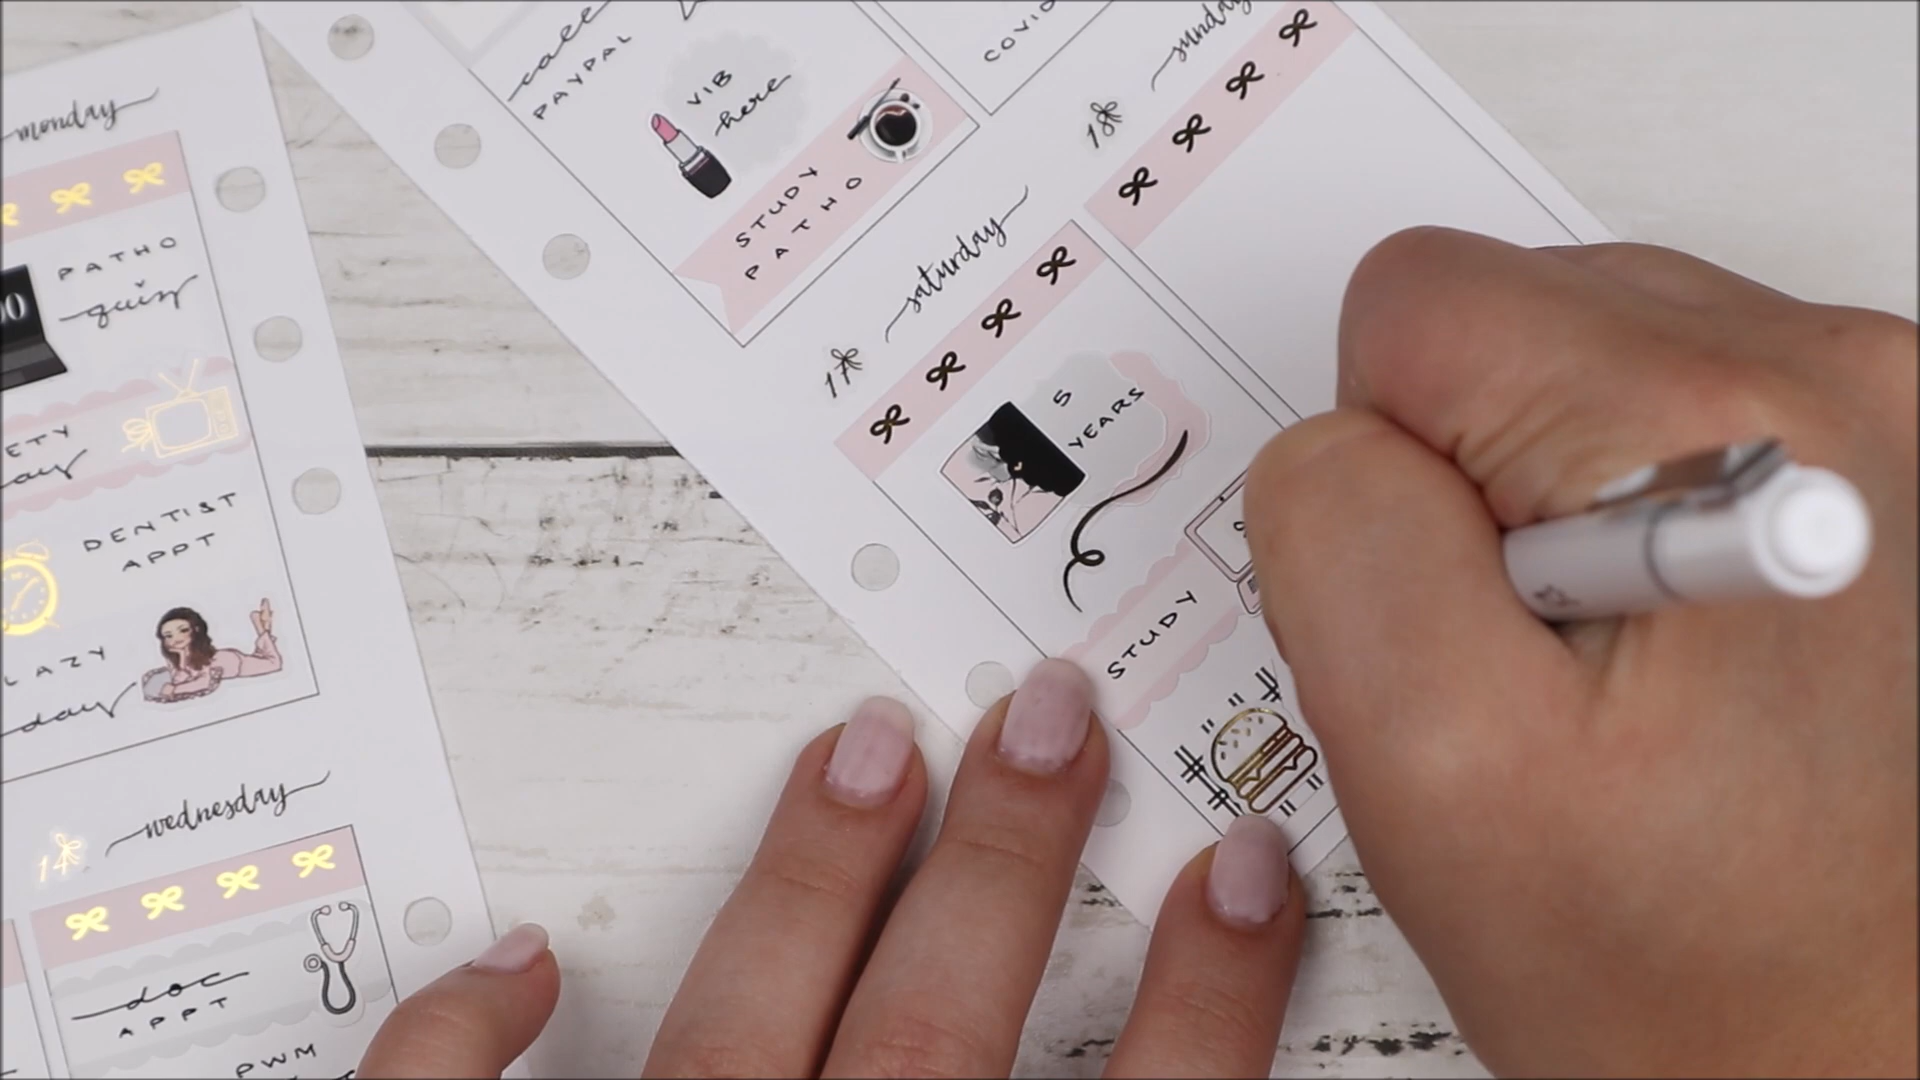 monday
PATHO
quiz
DENTIST
APPT
LAZY
day
14
wednesday
doc
APPT
PWM
call
PAYPAL
VIB
here
STUDY
PATHO
COVID
17
saturday
5
YEARS
STUDY
18
sunday